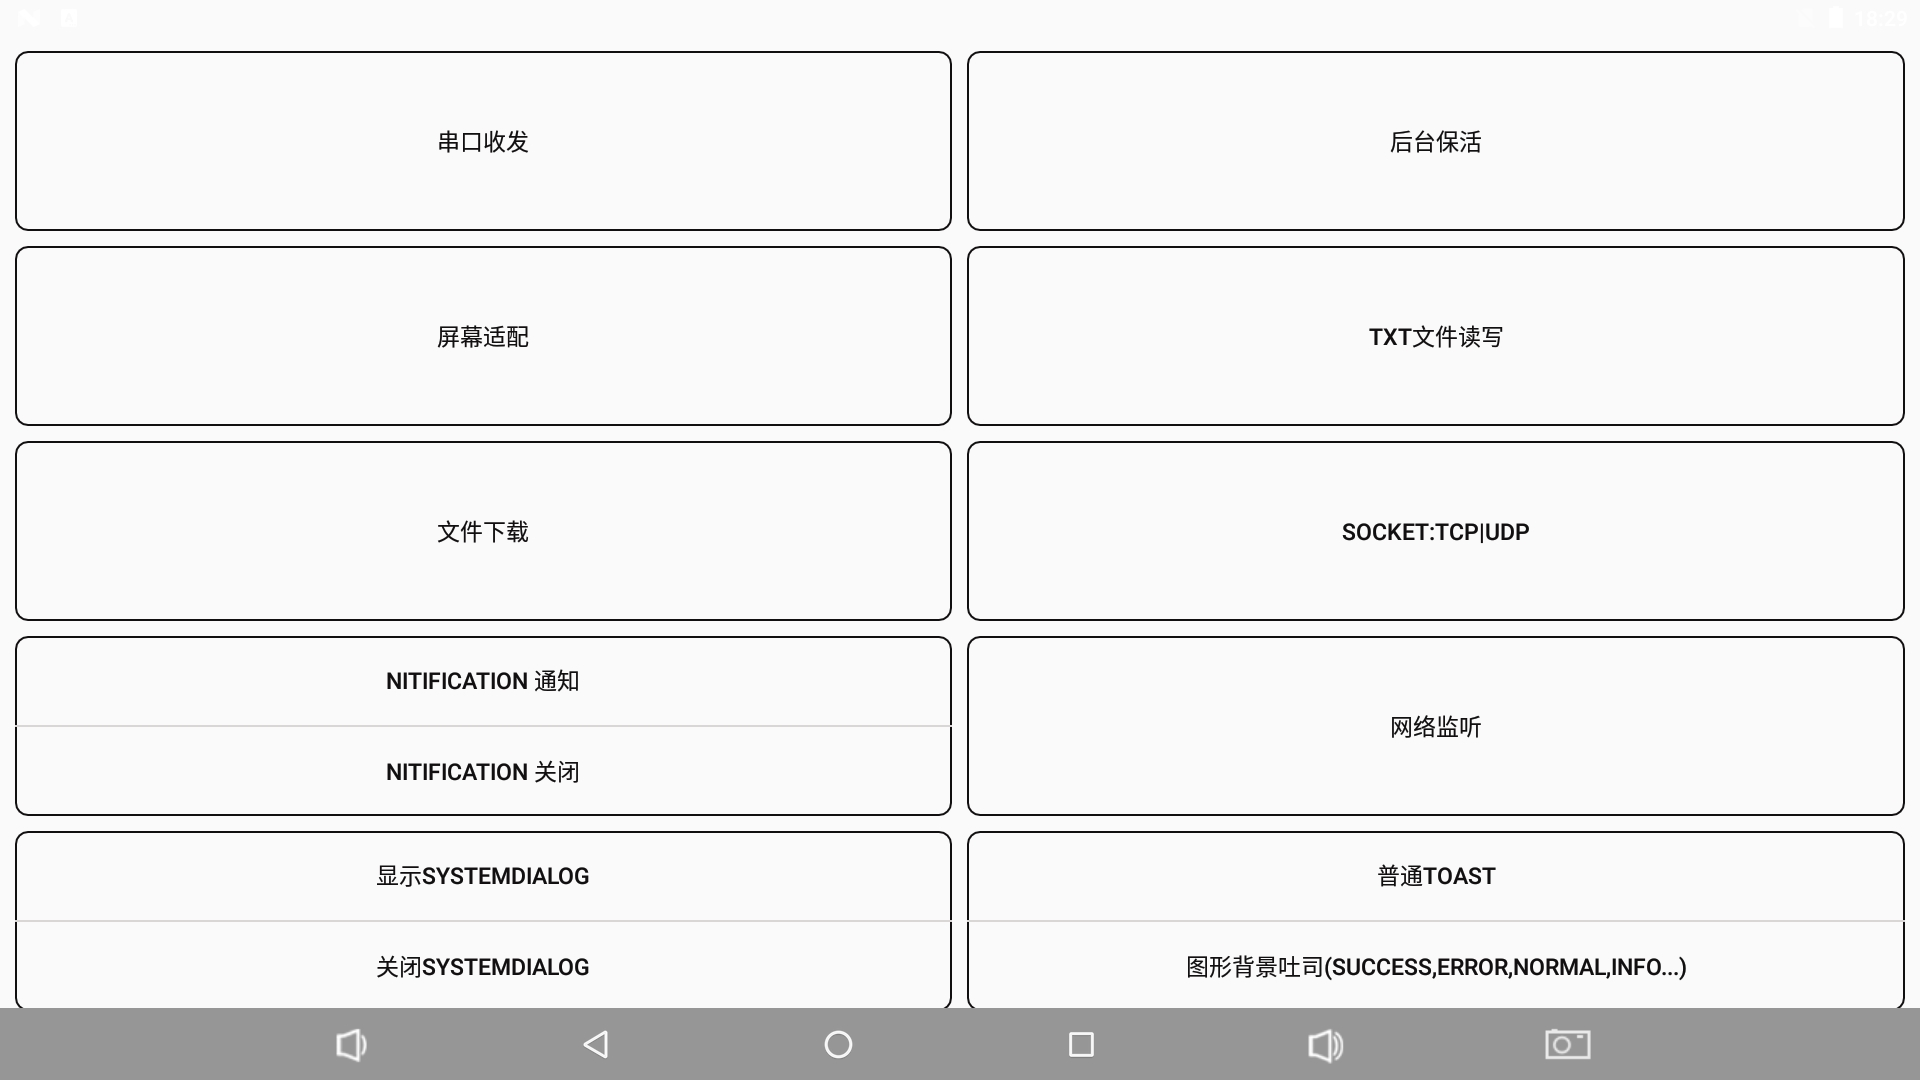 18:29
串口收发
后台保活
屏幕适配
TXT文件读写
文件下载
SOCKET:TCP|UDP
NITIFICATION 通知
NITIFICATION 关闭
网络监听
显示SYSTEMDIALOG
关闭SYSTEMDIALOG
普通TOAST
图形背景吐司(SUCCESS,ERROR,NORMAL,INFO...)